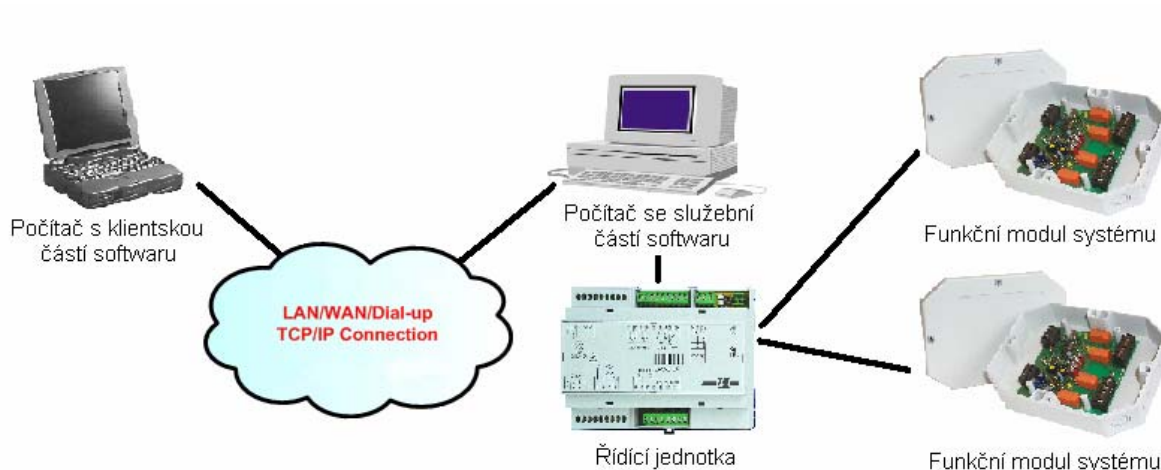 Počítač s klientskou
částí softwaru
LAN/WAN/Dial-up
TCP/IP Connection
Počítač se služební
částí softwaru
Řídící jednotka
Funkční modul systému
Funkční modul systému